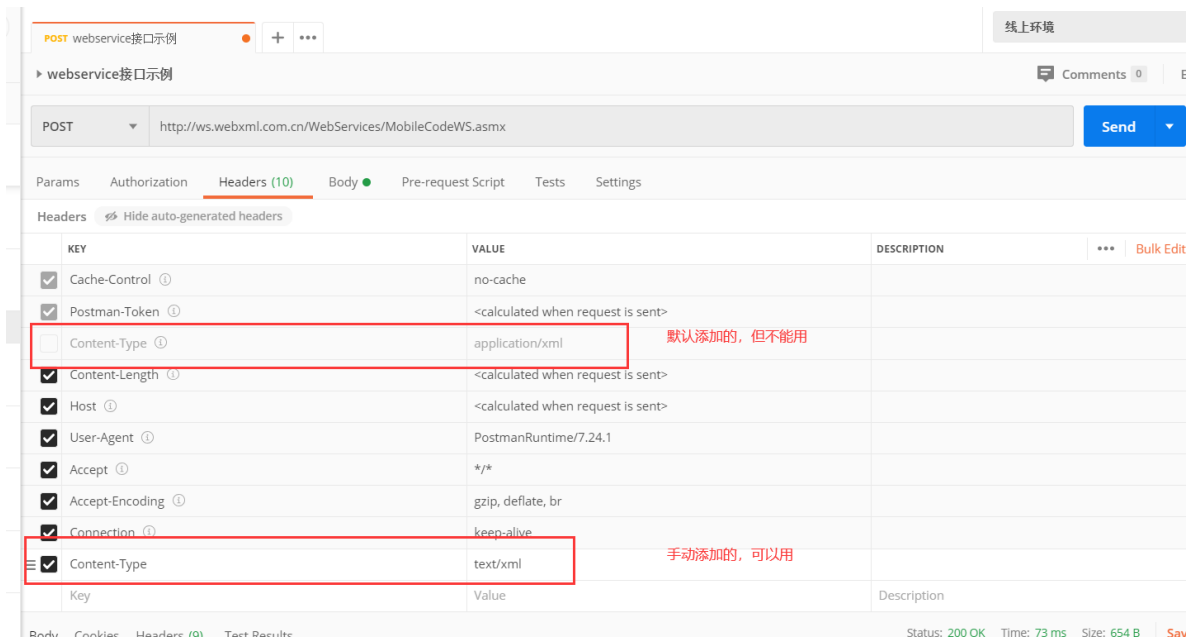 POST webservice接口示例
线上环境
webservice接口示例
Comments 0
POST http://ws.webxml.com.cn/WebServices/MobileCodeWS.asmx Send
Params Authorization Headers (10) Body Pre-request Script Tests Settings
Headers Hide auto-generated headers
KEY VALUE DESCRIPTION Bulk Edit
Cache-Control no-cache
Postman-Token <calculated when request is sent>
Content-Type application/xml 默认添加的，但不能用
Content-Length <calculated when request is sent>
Host <calculated when request is sent>
User-Agent PostmanRuntime/7.24.1
Accept */*
Accept-Encoding gzip, deflate, br
Connection keep-alive
Content-Type text/xml 手动添加的，可以用
Key Value Description
Body Cookies Headers (9) Test Results Status: 200 OK Time: 73 ms Size: 654 B Sav